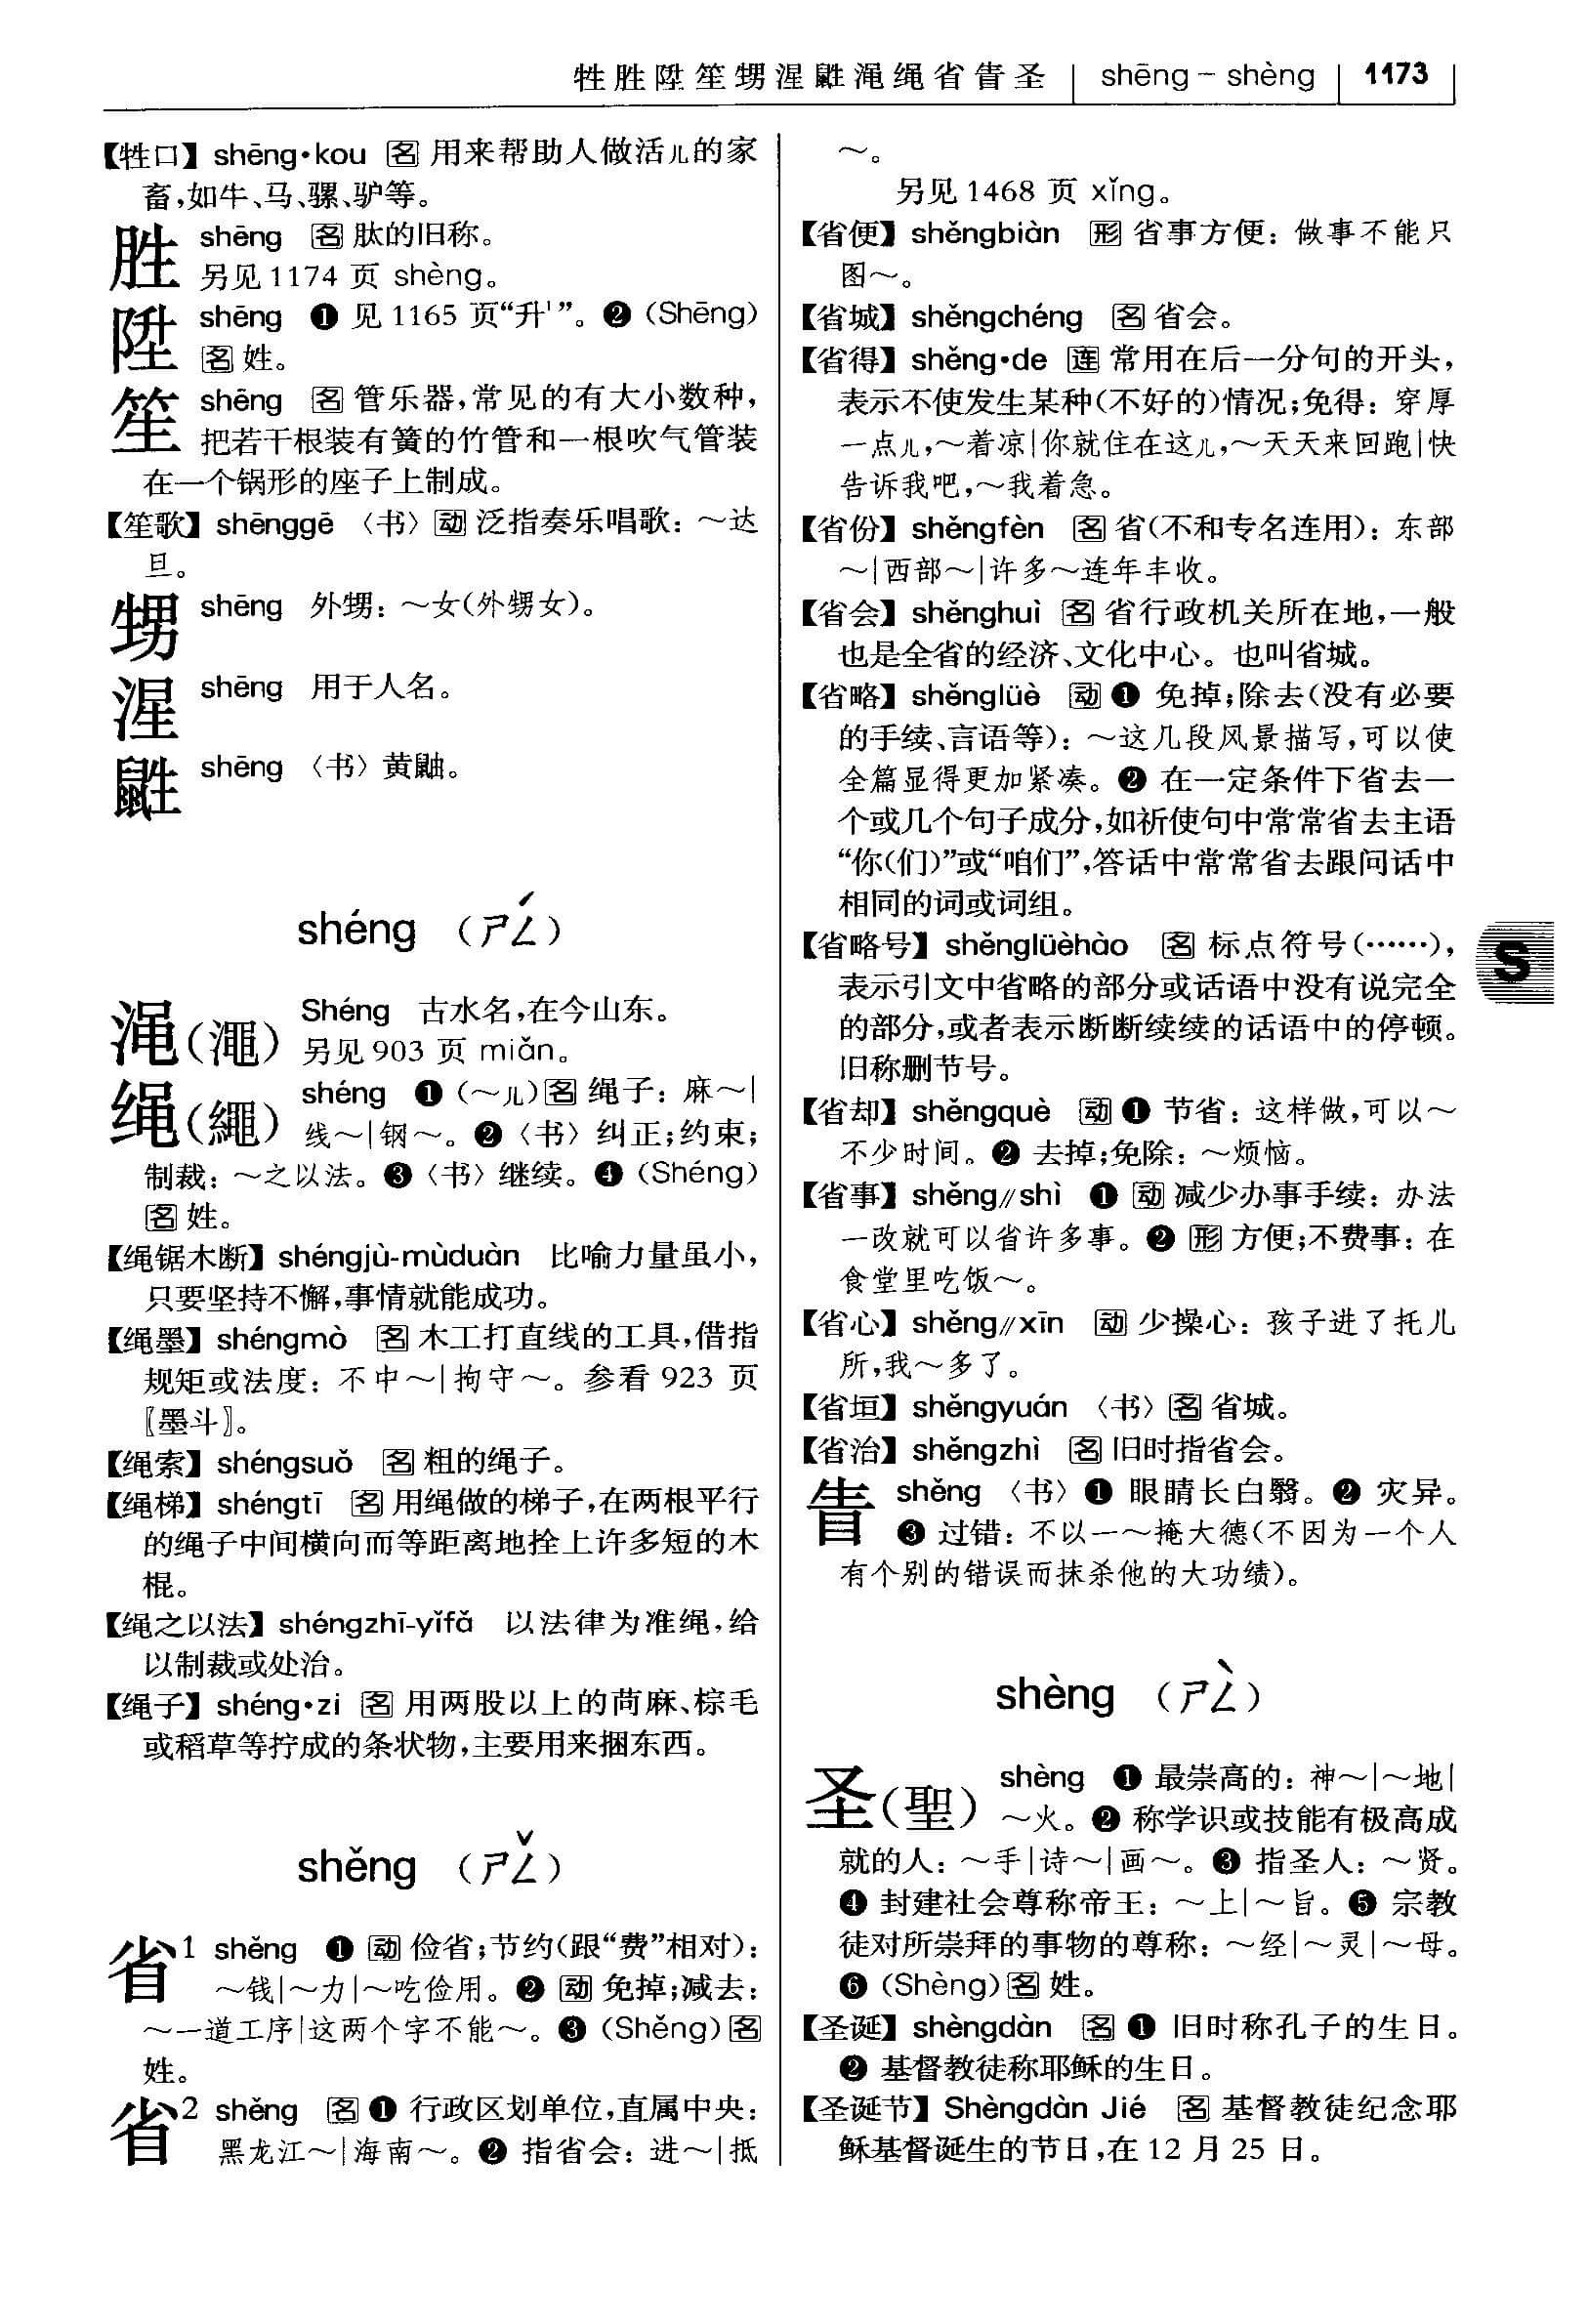 牲胜陞笙甥湦鼪渑绳省眚圣 shēng－shèng 1173
【牲口】shēng·kou 名 用来帮助人做活儿的家
畜，如牛、马、骡、驴等。
胜 shēng 名 肽的旧称。
另见1174 页 shèng。
陞 shēng ❶ 见 1165 页“升¹”。❷（Shēng）
名 姓。
笙 shēng 名 管乐器，常见的有大小数种，
把若干根装有簧的竹管和一根吹气管装
在一个锅形的座子上制成。
【笙歌】shēnggē 〈书〉动 泛指奏乐唱歌：～达
旦。
甥 shēng 外甥：～女（外甥女）。
湦 shēng 用于人名。
鼪 shēng 〈书〉黄鼬。
shéng （ㄕㄥˊ）
渑（澠） Shéng 古水名，在今山东。
另见 903 页 miǎn。
绳（繩） shéng ❶（～儿）名 绳子：麻～|
线～|钢～。❷〈书〉纠正；约束；
制裁：～之以法。❸〈书〉继续。❹（Shéng）
名 姓。
【绳锯木断】shéngjù-mùduàn 比喻力量虽小，
只要坚持不懈，事情就能成功。
【绳墨】shéngmò 名 木工打直线的工具，借指
规矩或法度：不中～|拘守～。参看 923 页
〖墨斗〗。
【绳索】shéngsuǒ 名 粗的绳子。
【绳梯】shéngtī 名 用绳做的梯子，在两根平行
的绳子中间横向而等距离地拴上许多短的木
棍。
【绳之以法】shéngzhī-yǐfǎ 以法律为准绳，给
以制裁或处治。
【绳子】shéng·zi 名 用两股以上的苘麻、棕毛
或稻草等拧成的条状物，主要用来捆东西。
shěng （ㄕㄥˇ）
省¹ shěng ❶ 动 俭省；节约（跟“费”相对）：
～钱|～力|～吃俭用。❷ 动 免掉；减去：
～一道工序|这两个字不能～。❸（Shěng）名
姓。
省² shěng 名 ❶ 行政区划单位，直属中央：
黑龙江～|海南～。❷ 指省会：进～|抵
～。
另见 1468 页 xǐng。
【省便】shěngbiàn 形 省事方便：做事不能只
图～。
【省城】shěngchéng 名 省会。
【省得】shěng·de 连 常用在后一分句的开头，
表示不使发生某种（不好的）情况；免得：穿厚
一点儿，～着凉|你就住在这儿，～天天来回跑|快
告诉我吧，～我着急。
【省份】shěngfèn 名 省（不和专名连用）：东部
～|西部～|许多～连年丰收。
【省会】shěnghuì 名 省行政机关所在地，一般
也是全省的经济、文化中心。也叫省城。
【省略】shěnglüè 动 ❶ 免掉；除去（没有必要
的手续、言语等）：～这几段风景描写，可以使
全篇显得更加紧凑。❷ 在一定条件下省去一
个或几个句子成分，如祈使句中常常省去主语
“你（们）”或“咱们”，答话中常常省去跟问话中
相同的词或词组。
【省略号】shěnglüèhào 名 标点符号（……），
表示引文中省略的部分或话语中没有说完全
的部分，或者表示断断续续的话语中的停顿。
旧称删节号。
【省却】shěngquè 动 ❶ 节省：这样做，可以～
不少时间。❷ 去掉；免除：～烦恼。
【省事】shěng//shì ❶ 动 减少办事手续：办法
一改就可以省许多事。❷ 形 方便；不费事：在
食堂里吃饭～。
【省心】shěng//xīn 动 少操心：孩子进了托儿
所，我～多了。
【省垣】shěngyuán 〈书〉名 省城。
【省治】shěngzhì 名 旧时指省会。
眚 shěng 〈书〉❶ 眼睛长白翳。❷ 灾异。
❸ 过错：不以一～掩大德（不因为一个人
有个别的错误而抹杀他的大功绩）。
shèng （ㄕㄥˋ）
圣（聖） shèng ❶ 最崇高的：神～|～地|
～火。❷ 称学识或技能有极高成
就的人：～手|诗～|画～。❸ 指圣人：～贤。
❹ 封建社会尊称帝王：～上|～旨。❺ 宗教
徒对所崇拜的事物的尊称：～经|～灵|～母。
❻（Shèng）名 姓。
【圣诞】shèngdàn 名 ❶ 旧时称孔子的生日。
❷ 基督教徒称耶稣的生日。
【圣诞节】Shèngdàn Jié 名 基督教徒纪念耶
稣基督诞生的节日，在 12 月 25 日。
S